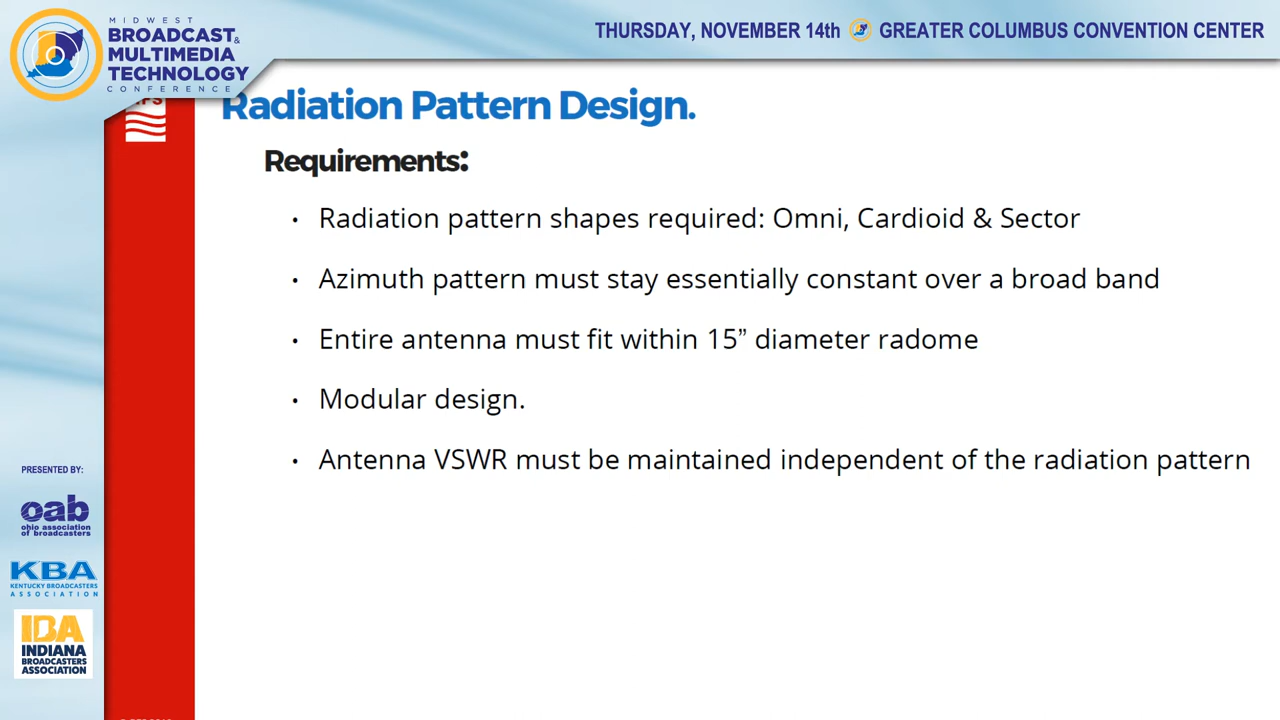 MIDWEST
BROADCAST&
MULTIMEDIA
TECHNOLOGY
CONFERENCE
THURSDAY, NOVEMBER 14th GREATER COLUMBUS CONVENTION CENTER
Radiation Pattern Design.
Requirements:
• Radiation pattern shapes required: Omni, Cardioid & Sector
• Azimuth pattern must stay essentially constant over a broad band
• Entire antenna must fit within 15” diameter radome
• Modular design.
• Antenna VSWR must be maintained independent of the radiation pattern
PRESENTED BY:
oab
ohio association
of broadcasters
KBA
KENTUCKY BROADCASTERS
ASSOCIATION
IBA
INDIANA
BROADCASTERS
ASSOCIATION